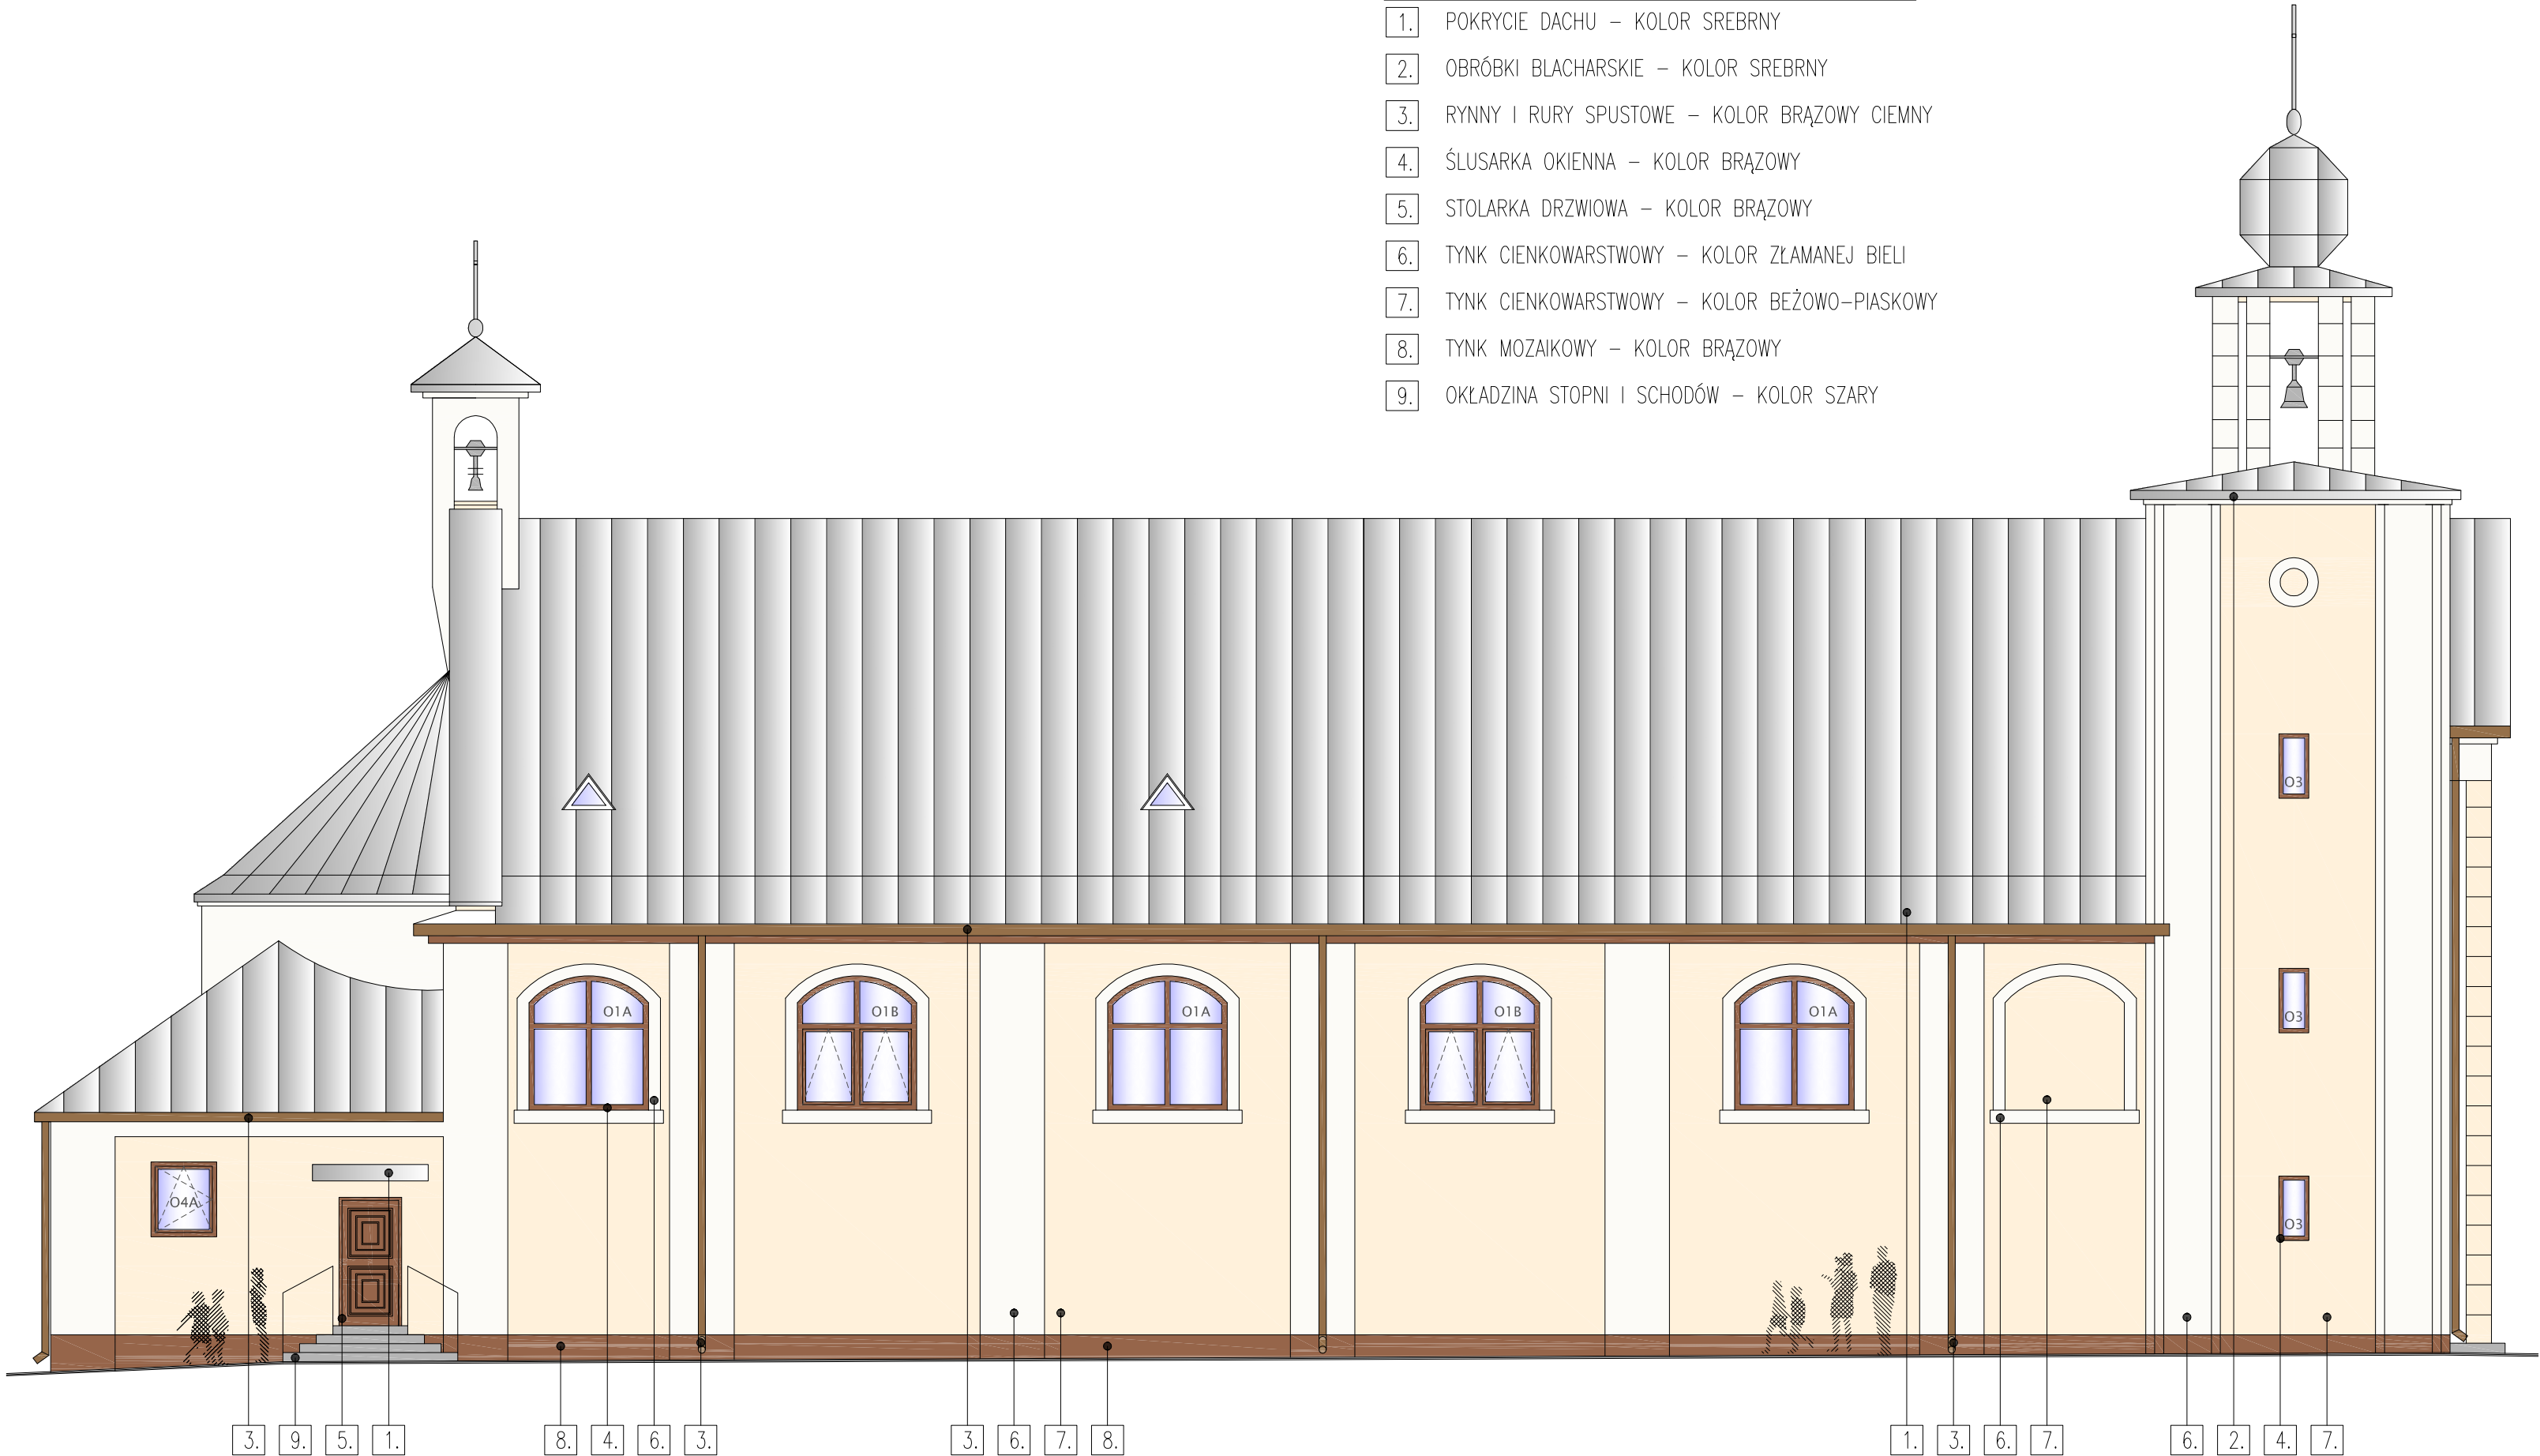 1. POKRYCIE DACHU – KOLOR SREBRNY
2. OBRÓBKI BLACHARSKIE – KOLOR SREBRNY
3. RYNNY I RURY SPUSTOWE – KOLOR BRĄZOWY CIEMNY
4. ŚLUSARKA OKIENNA – KOLOR BRĄZOWY
5. STOLARKA DRZWIOWA – KOLOR BRĄZOWY
6. TYNK CIENKOWARSTWOWY – KOLOR ZŁAMANEJ BIELI
7. TYNK CIENKOWARSTWOWY – KOLOR BEŻOWO–PIASKOWY
8. TYNK MOZAIKOWY – KOLOR BRĄZOWY
9. OKŁADZINA STOPNI I SCHODÓW – KOLOR SZARY
O3
O1A O1B O1A O1B O1A O3
O4A
O3
3. 9. 5. 1. 8. 4. 6. 3. 3. 6. 7. 8. 1. 3. 6. 7. 6. 2. 4. 7.